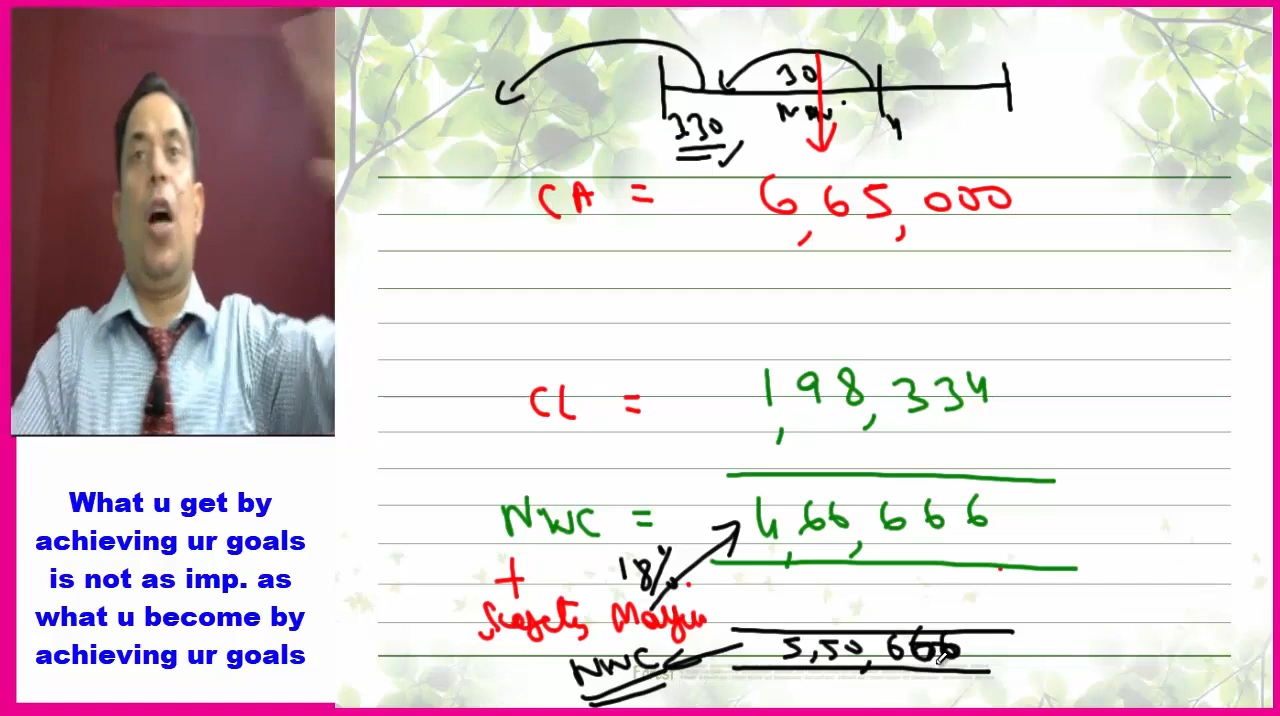 30
330
CA = 6,65,000
CL = 1,98,334
NWC = 4,66,666
+
18%
Safety Margin
5,50,666
NWC
What u get by
achieving ur goals
is not as imp. as
what u become by
achieving ur goals